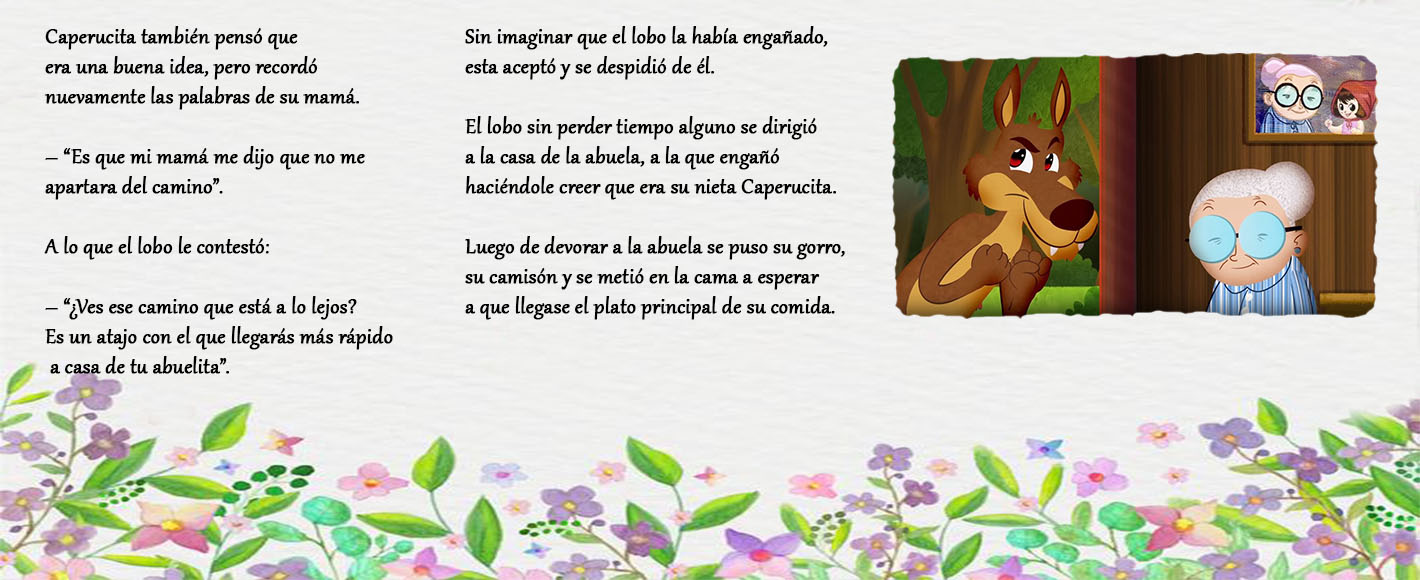 Caperucita también pensó que
era una buena idea, pero recordó
nuevamente las palabras de su mamá.
– “Es que mi mamá me dijo que no me
apartara del camino”.
A lo que el lobo le contestó:
– “¿Ves ese camino que está a lo lejos?
Es un atajo con el que llegarás más rápido
a casa de tu abuelita”.
Sin imaginar que el lobo la había engañado,
esta aceptó y se despidió de él.
El lobo sin perder tiempo alguno se dirigió
a la casa de la abuela, a la que engañó
haciéndole creer que era su nieta Caperucita.
Luego de devorar a la abuela se puso su gorro,
su camisón y se metió en la cama a esperar
a que llegase el plato principal de su comida.